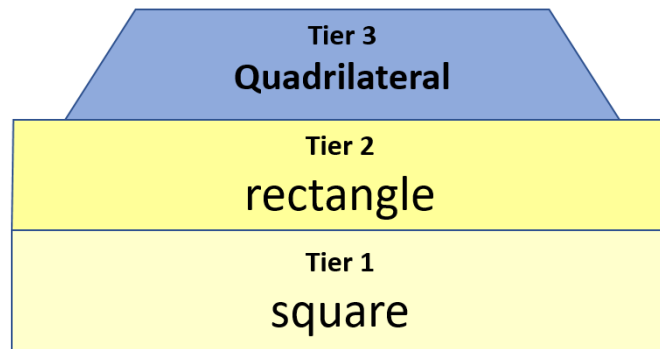 Tier 3
Quadrilateral
Tier 2
rectangle
Tier 1
square